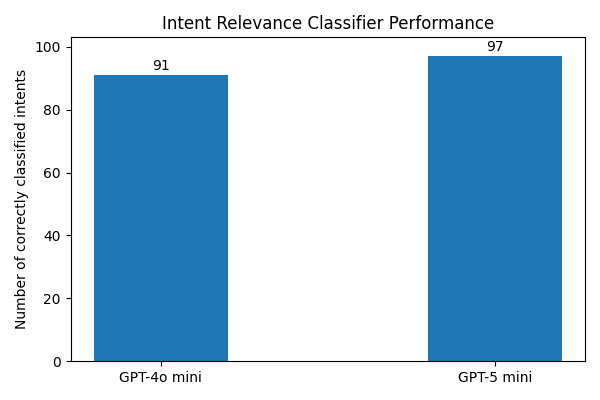 Intent Relevance Classifier Performance
Number of correctly classified intents
100
80
60
40
20
0
91
97
GPT-4o mini
GPT-5 mini